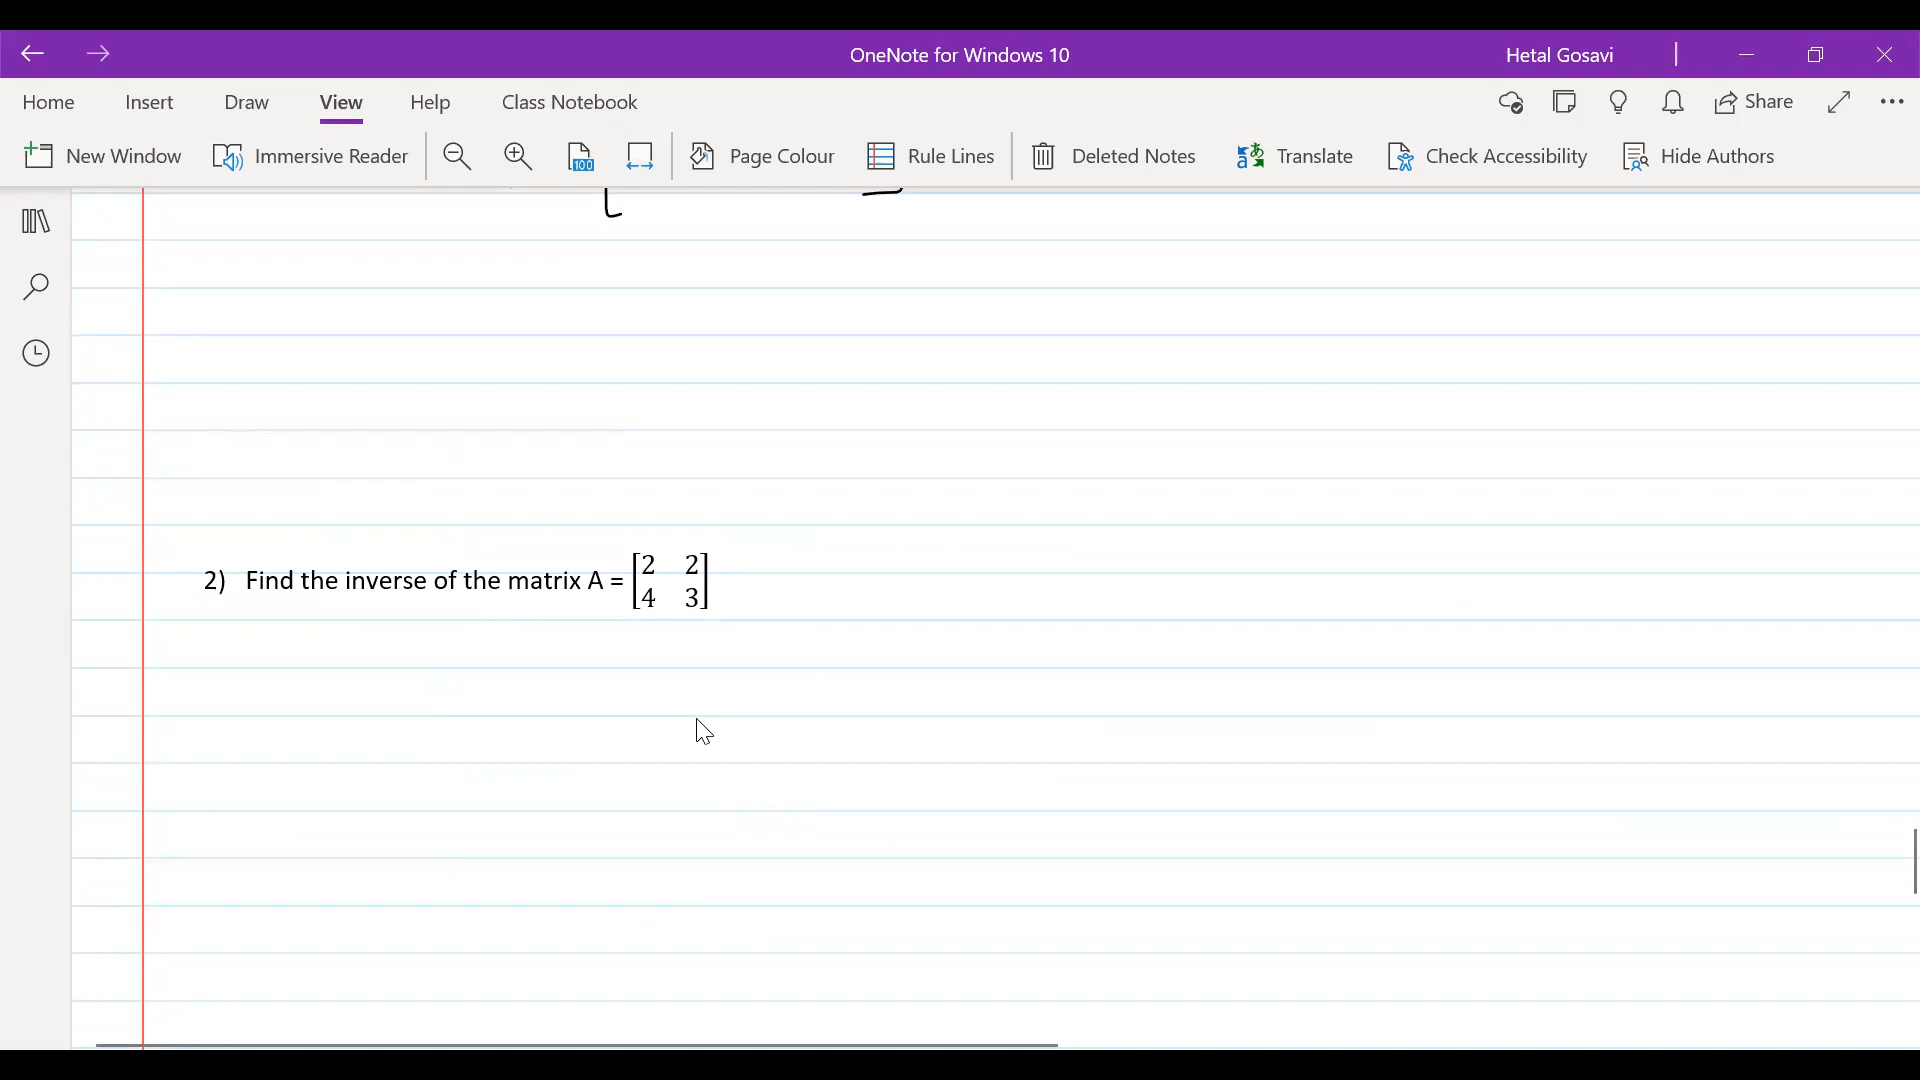 OneNote for Windows 10
Hetal Gosavi
Home Insert Draw View Help Class Notebook Share
New Window Immersive Reader 100 Page Colour Rule Lines Deleted Notes Translate Check Accessibility Hide Authors
2) Find the inverse of the matrix A = [2 2
4 3]